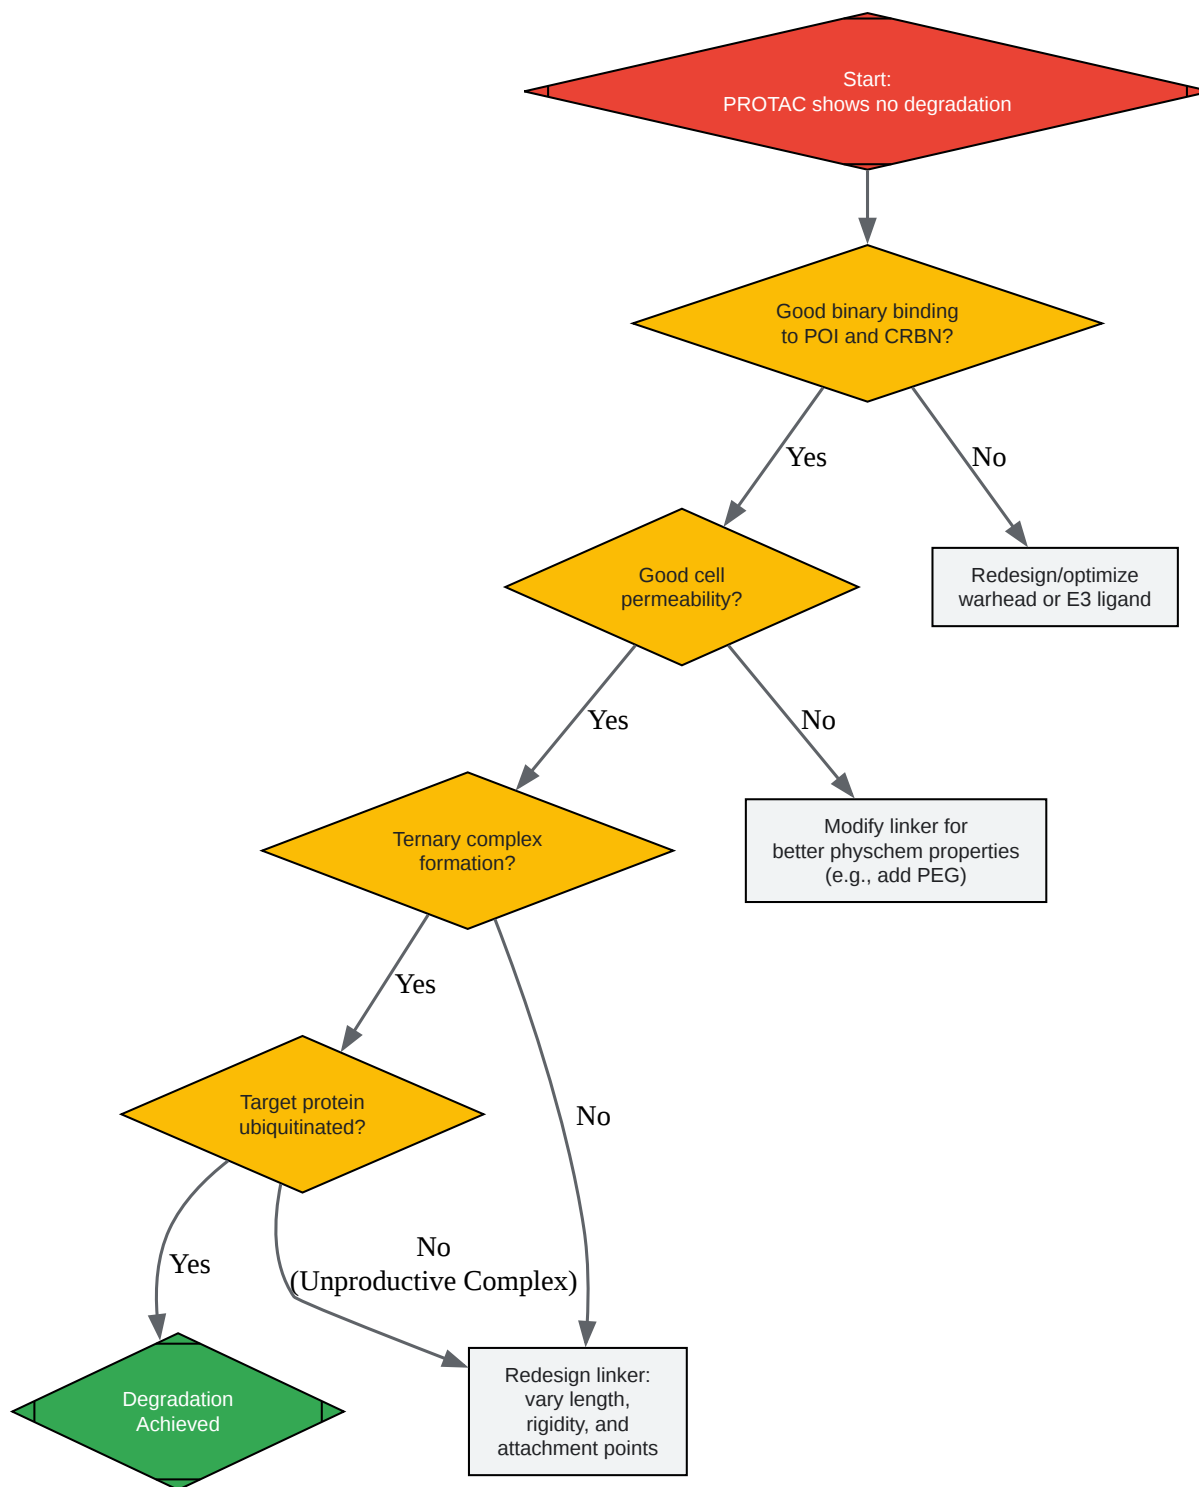 Start:
PROTAC shows no degradation
Good binary binding
to POI and CRBN?
Yes
No
Good cell
permeability?
Redesign/optimize
warhead or E3 ligand
Yes
No
Ternary complex
formation?
Modify linker for
better physchem properties
(e.g., add PEG)
Yes
No
Target protein
ubiquitinated?
Yes
No
(Unproductive Complex)
Degradation
Achieved
Redesign linker:
vary length,
rigidity, and
attachment points